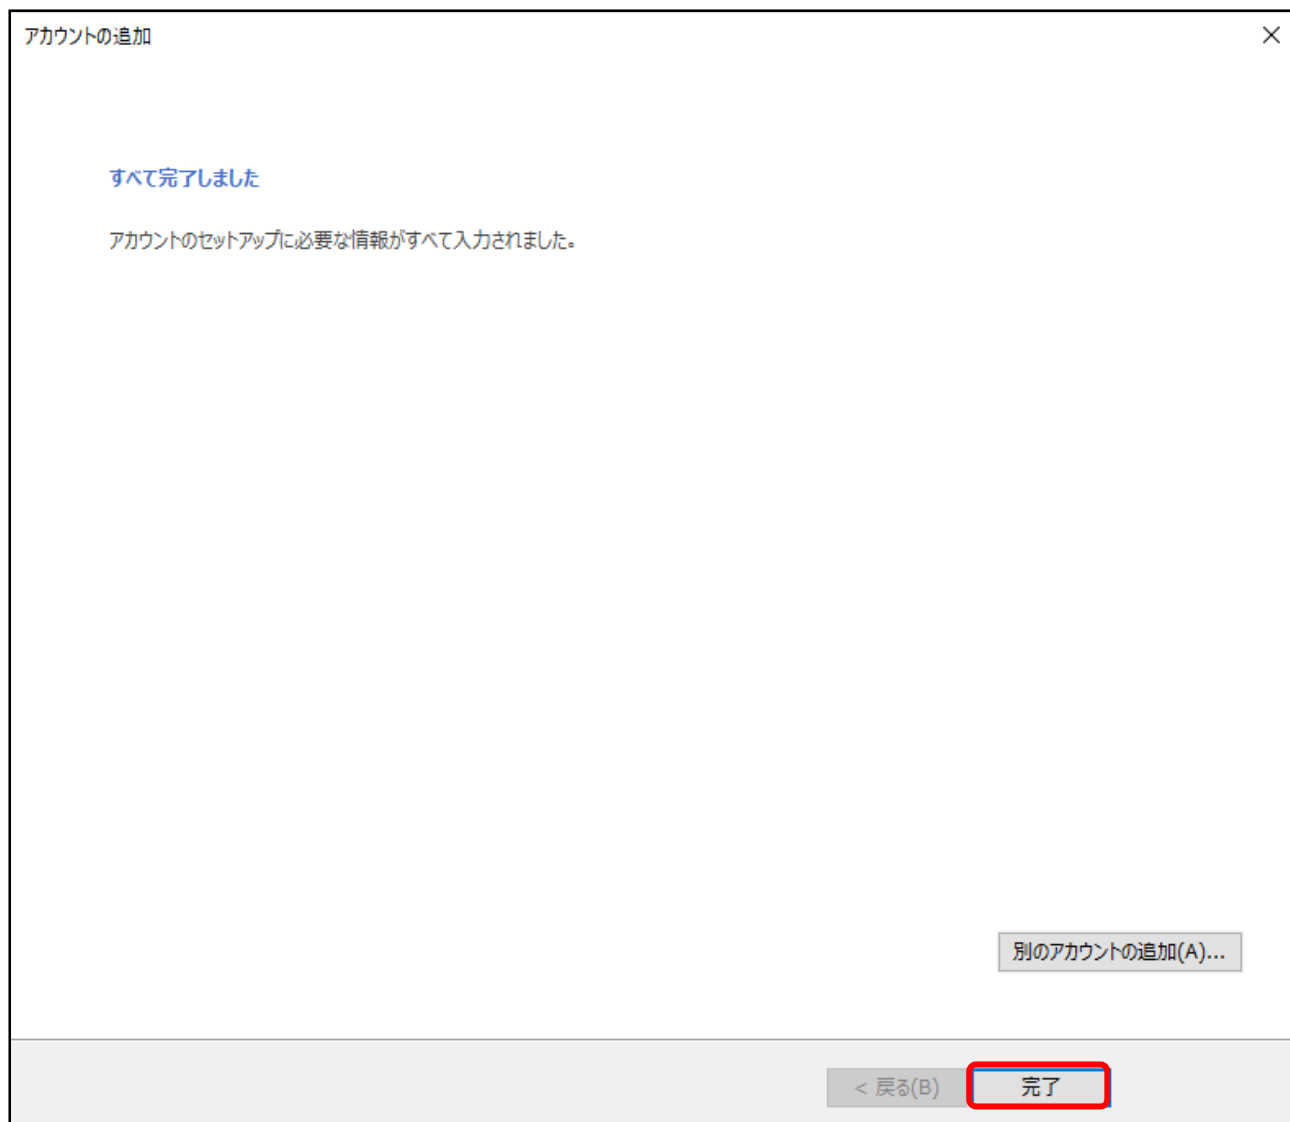 アカウントの追加
すべて完了しました
アカウントのセットアップに必要な情報がすべて入力されました。
別のアカウントの追加(A)...
< 戻る(B)
完了